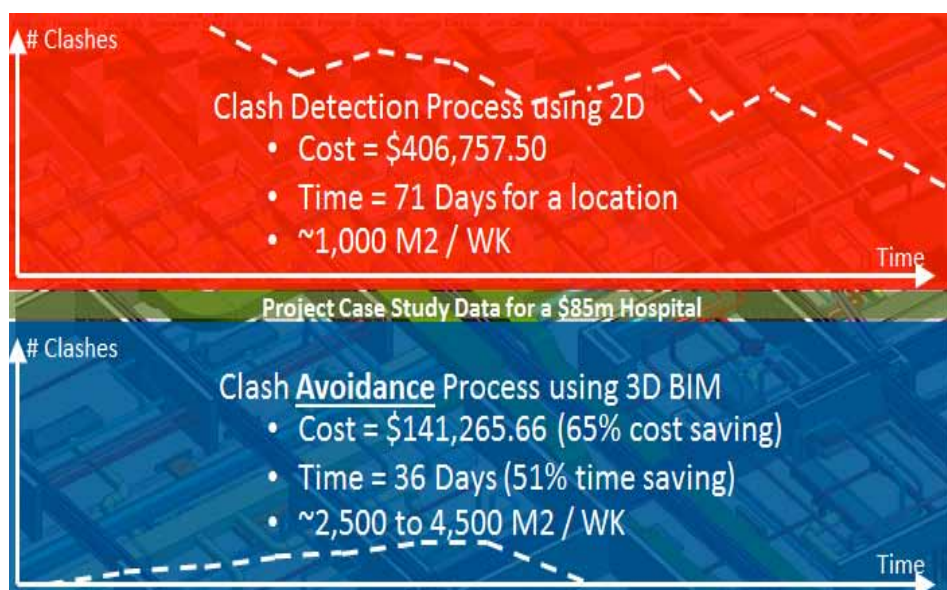 # Clashes
Clash Detection Process using 2D
• Cost = $406,757.50
• Time = 71 Days for a location
• ~1,000 M2 / WK
Time
Project Case Study Data for a $85m Hospital
# Clashes
Clash Avoidance Process using 3D BIM
• Cost = $141,265.66 (65% cost saving)
• Time = 36 Days (51% time saving)
• ~2,500 to 4,500 M2 / WK
Time